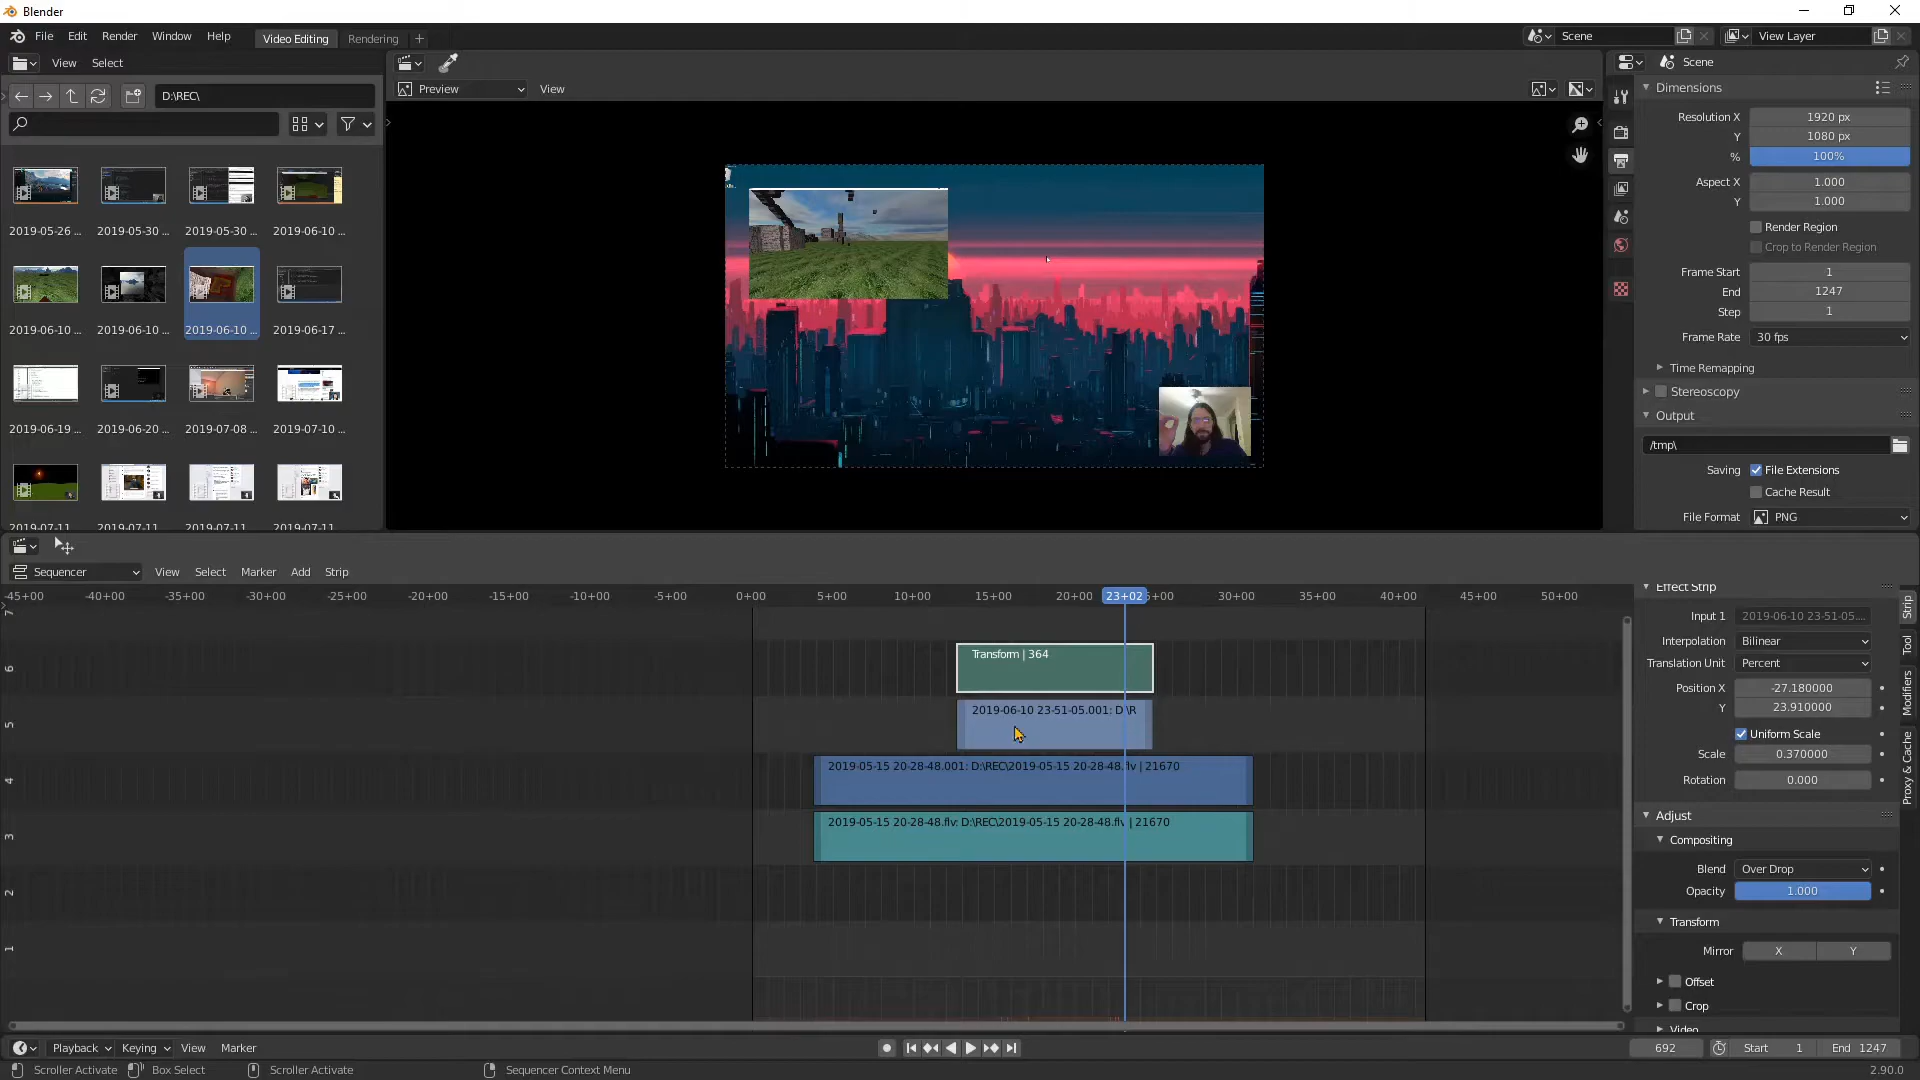 Blender
File Edit Render Window Help Video Editing Rendering + Scene View Layer
View Select
Scene
D:\REC\
Preview View
Dimensions
Resolution X 1920 px
Y 1080 px
% 100%
Aspect X 1.000
Y 1.000
Render Region
Crop to Render Region
Frame Start 1
End 1247
Step 1
Frame Rate 30 fps
Time Remapping
Stereoscopy
Output
/tmp\
Saving File Extensions
Cache Result
File Format PNG
2019-05-26 ... 2019-05-30 ... 2019-05-30 ... 2019-06-10 ...
2019-06-10 ... 2019-06-10 ... 2019-06-10 ... 2019-06-17 ...
2019-06-19 ... 2019-06-20 ... 2019-07-08 ... 2019-07-10 ...
2019-07-11 2019-07-11 2019-07-11 2019-07-11
Sequencer View Select Marker Add Strip
-45+00 -40+00 -35+00 -30+00 -25+00 -20+00 -15+00 -10+00 -5+00 0+00 5+00 10+00 15+00 20+00 23+02 5+00 30+00 35+00 40+00 45+00 50+00
7
6
5
4
3
2
1
Transform | 364
2019-06-10 23-51-05.001: D:\R
2019-05-15 20-28-48.001: D:\REC\2019-05-15 20-28-48.flv | 21670
2019-05-15 20-28-48.flv: D:\REC\2019-05-15 20-28-48.flv | 21670
Effect Strip
Input 1 2019-06-10 23-51-05....
Interpolation Bilinear
Translation Unit Percent
Position X -27.180000
Y 23.910000
Uniform Scale
Scale 0.370000
Rotation 0.000
Adjust
Compositing
Blend Over Drop
Opacity 1.000
Transform
Mirror X Y
Offset
Crop
Video
Strip
Tool
Modifiers
Proxy & Cache
Playback Keying View Marker 692 Start 1 End 1247
Scroller Activate Box Select Scroller Activate Sequencer Context Menu 2.90.0